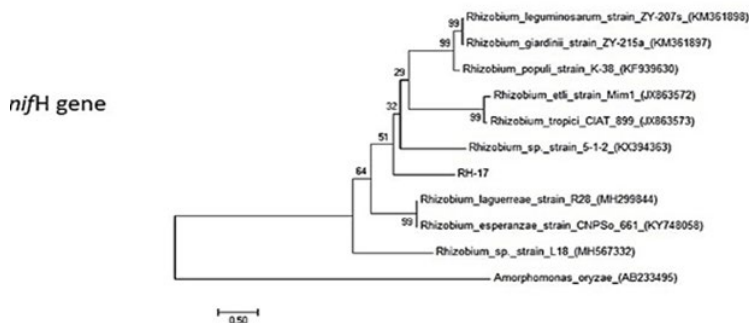 99
Rhizobium_leguminosarum_strain_ZY-207s_(KM361898)
99
Rhizobium_giardinii_strain_ZY-215a_(KM361897)
Rhizobium_populi_strain_K-38_(KF939630)
29
nifH gene
Rhizobium_etli_strain_Mim1_(JX863572)
32
99
Rhizobium_tropici_CIAT_899_(JX863573)
51
Rhizobium_sp._strain_5-1-2_(KX394363)
64
RH-17
Rhizobium_laguerreae_strain_R28_(MH299844)
99
Rhizobium_esperanzae_strain_CNPSo_661_(KY748058)
Rhizobium_sp._strain_L18_(MH567332)
Amorphomonas_oryzae_(AB233495)
0.50